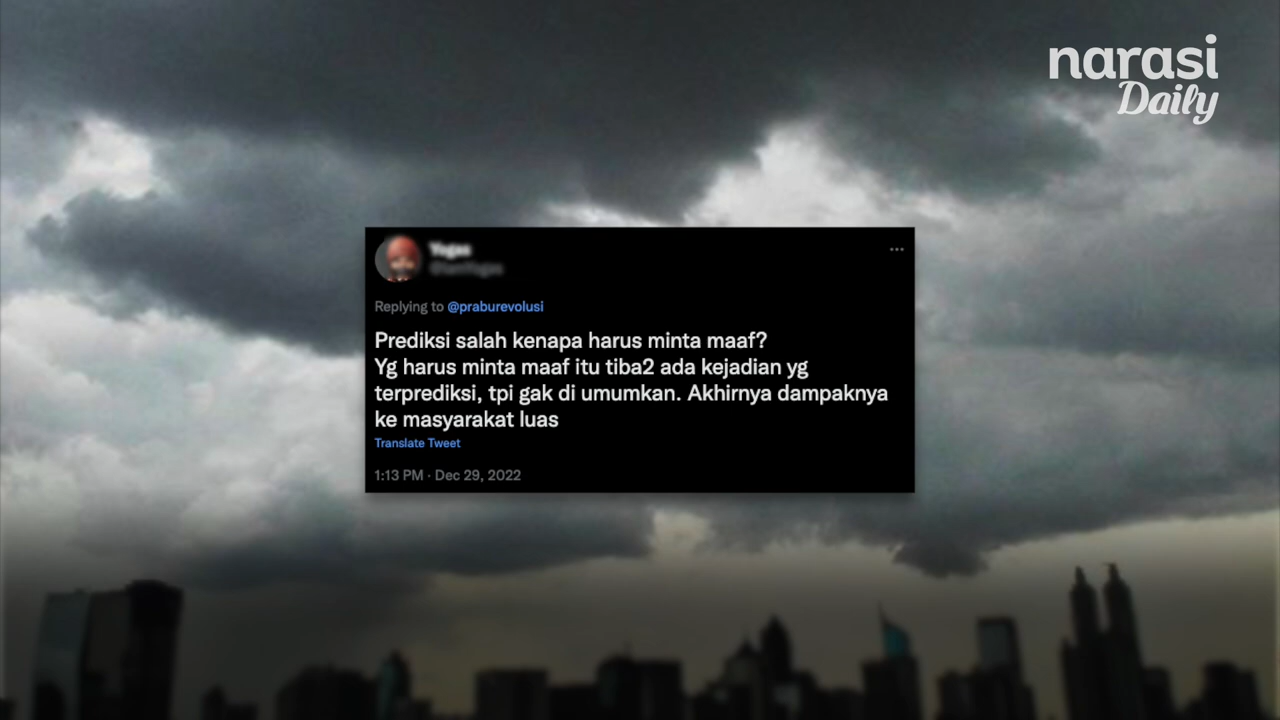 narasi
Daily
Replying to @praburevolusi
Prediksi salah kenapa harus minta maaf?
Yg harus minta maaf itu tiba2 ada kejadian yg
terprediksi, tpi gak di umumkan. Akhirnya dampaknya
ke masyarakat luas
Translate Tweet
1:13 PM · Dec 29, 2022